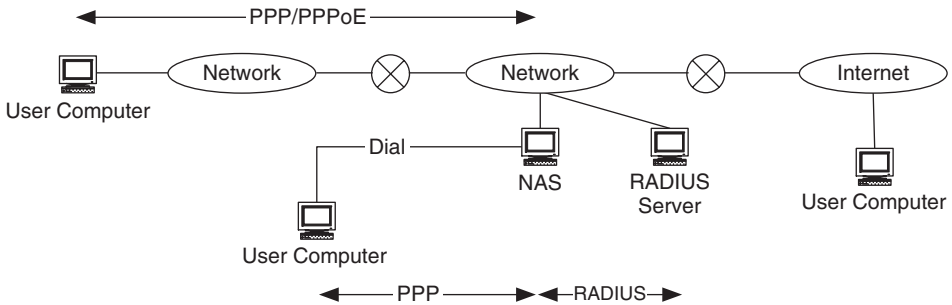 PPP/PPPoE
Network
Network
Internet
User Computer
Dial
NAS
RADIUS
Server
User Computer
User Computer
PPP
RADIUS